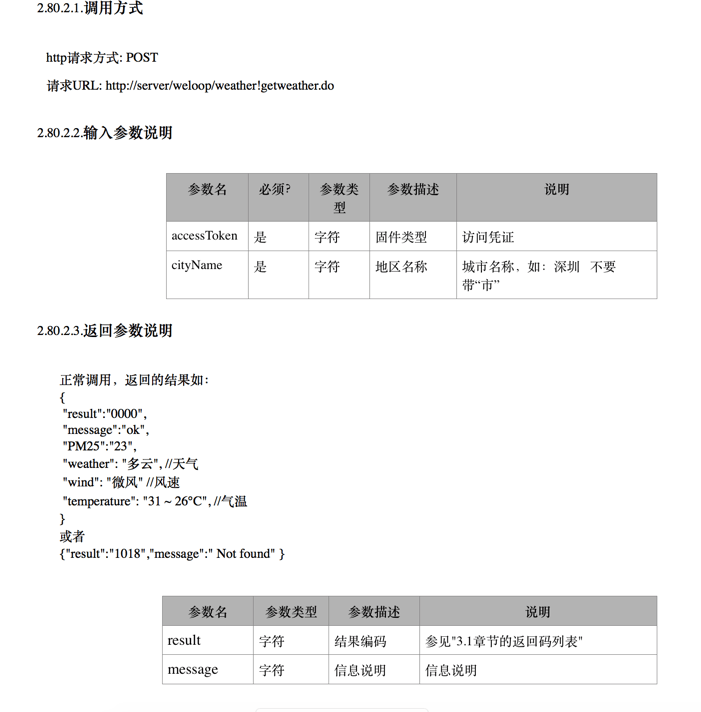 2.80.2.1.调用方式
http请求方式: POST
请求URL: http://server/weloop/weather!getweather.do
2.80.2.2.输入参数说明
参数名 必须? 参数类型 参数描述 说明
accessToken 是 字符 固件类型 访问凭证
cityName 是 字符 地区名称 城市名称，如：深圳 不要
带“市”
2.80.2.3.返回参数说明
正常调用，返回的结果如：
{
"result":"0000",
"message":"ok",
"PM25":"23",
"weather": "多云", //天气
"wind": "微风" //风速
"temperature": "31 ~ 26°C", //气温
}
或者
{"result":"1018","message":" Not found" }
参数名 参数类型 参数描述 说明
result 字符 结果编码 参见"3.1章节的返回码列表"
message 字符 信息说明 信息说明